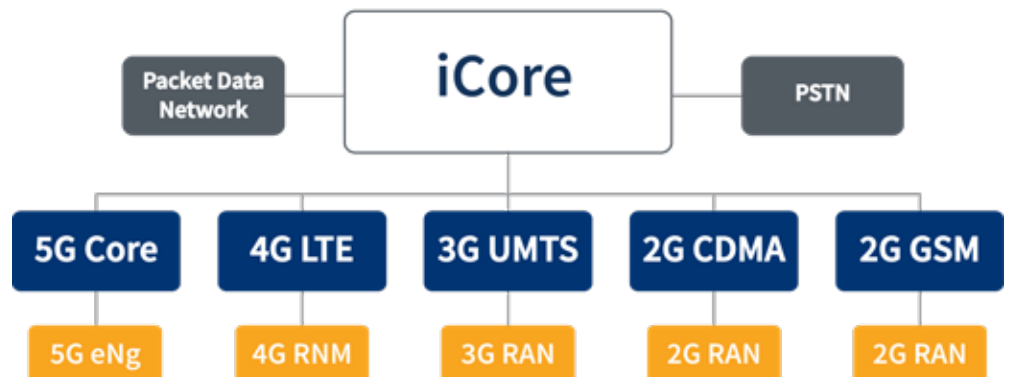 iCore
Packet Data
Network
PSTN
5G Core
4G LTE
3G UMTS
2G CDMA
2G GSM
5G eNg
4G RNM
3G RAN
2G RAN
2G RAN